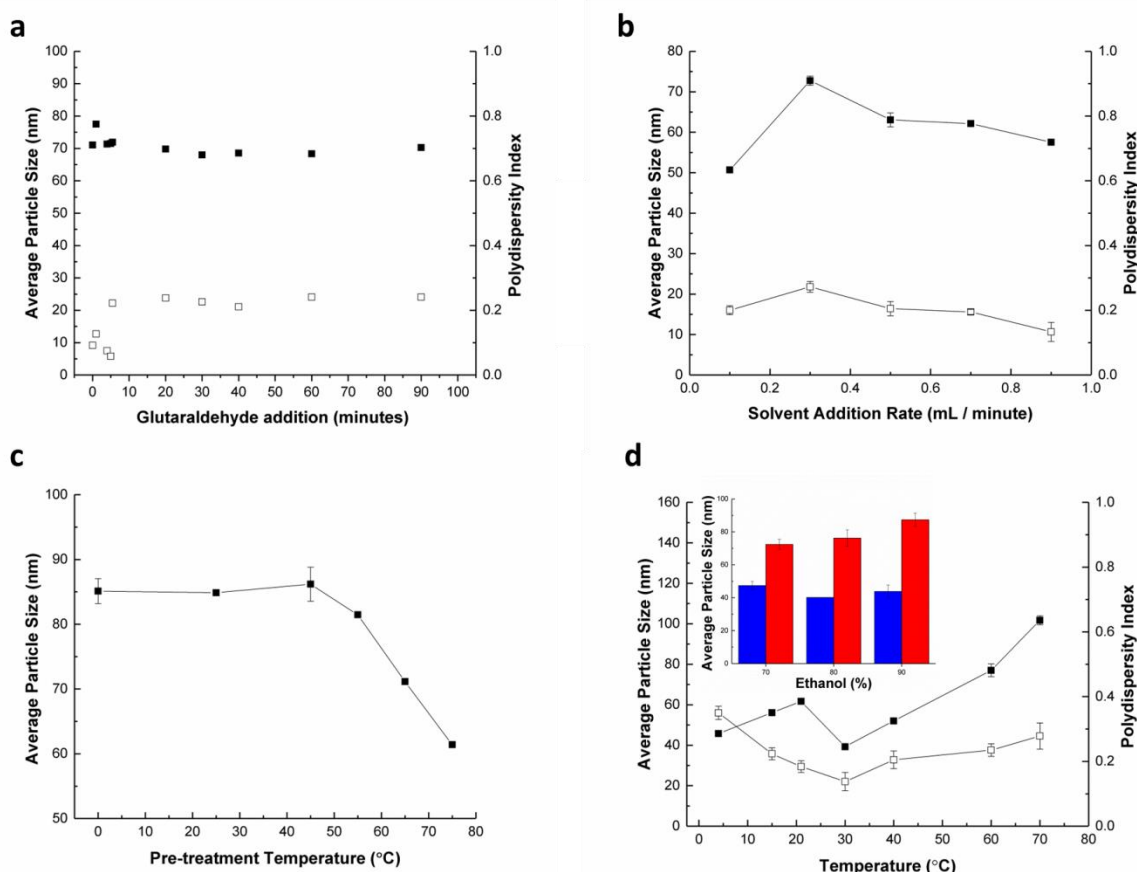 a
100
90
80
70
60
50
40
30
20
10
0
Average Particle Size (nm)
1.0
0.8
0.6
0.4
0.2
0.0
Polydispersity Index
0 10 20 30 40 50 60 70 80 90 100
Glutaraldehyde addition (minutes)
b
80
70
60
50
40
30
20
10
0
Average Particle Size (nm)
1.0
0.8
0.6
0.4
0.2
0.0
Polydispersity Index
0.0 0.2 0.4 0.6 0.8 1.0
Solvent Addition Rate (mL / minute)
c
100
90
80
70
60
50
Average Particle Size (nm)
0 10 20 30 40 50 60 70 80
Pre-treatment Temperature (°C)
d
160
140
120
100
80
60
40
20
0
Average Particle Size (nm)
100
80
60
40
20
0
Average Particle Size (nm)
70 80 90
Ethanol (%)
1.0
0.8
0.6
0.4
0.2
0.0
Polydispersity Index
0 10 20 30 40 50 60 70 80
Temperature (°C)